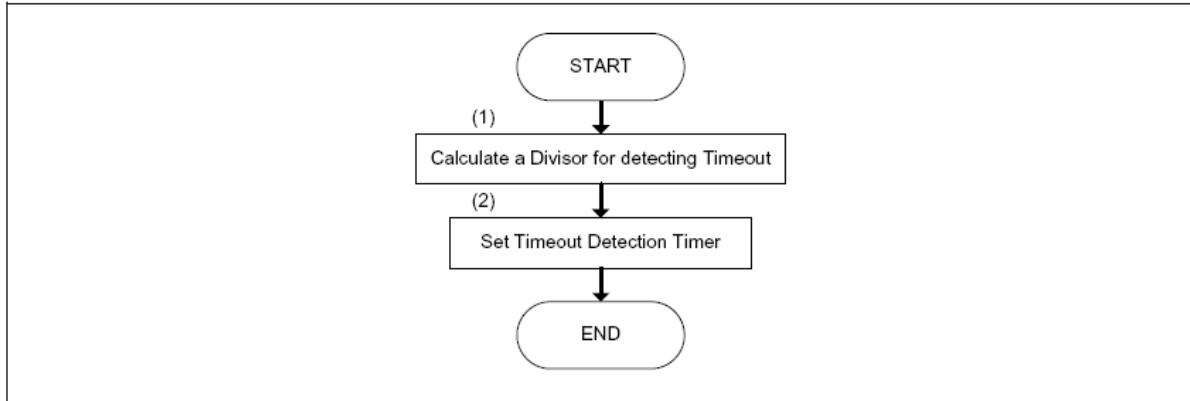 START
(1)
Calculate a Divisor for detecting Timeout
(2)
Set Timeout Detection Timer
END